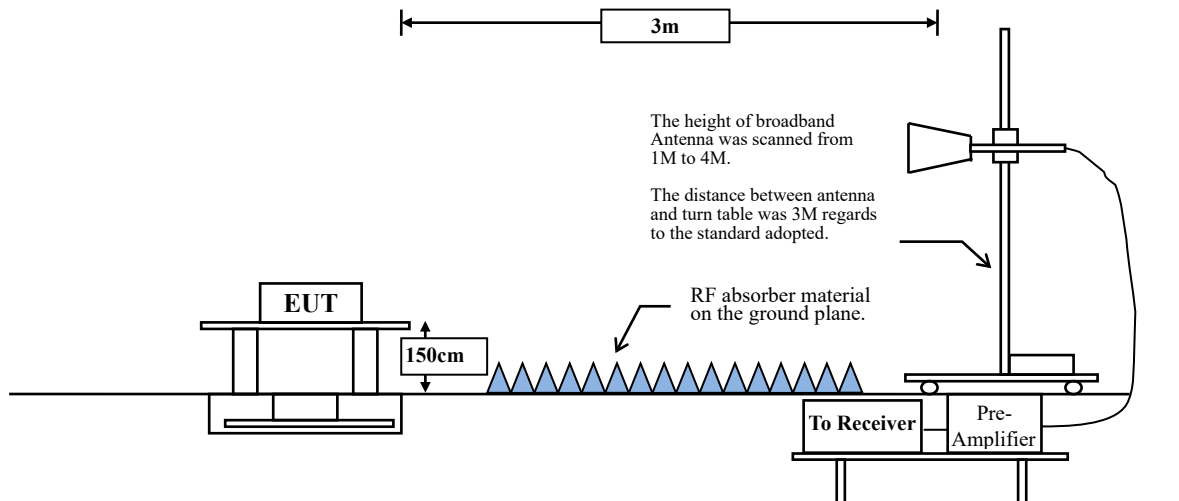 3m
The height of broadband
Antenna was scanned from
1M to 4M.
The distance between antenna
and turn table was 3M regards
to the standard adopted.
EUT
RF absorber material
on the ground plane.
150cm
To Receiver
Pre-
Amplifier